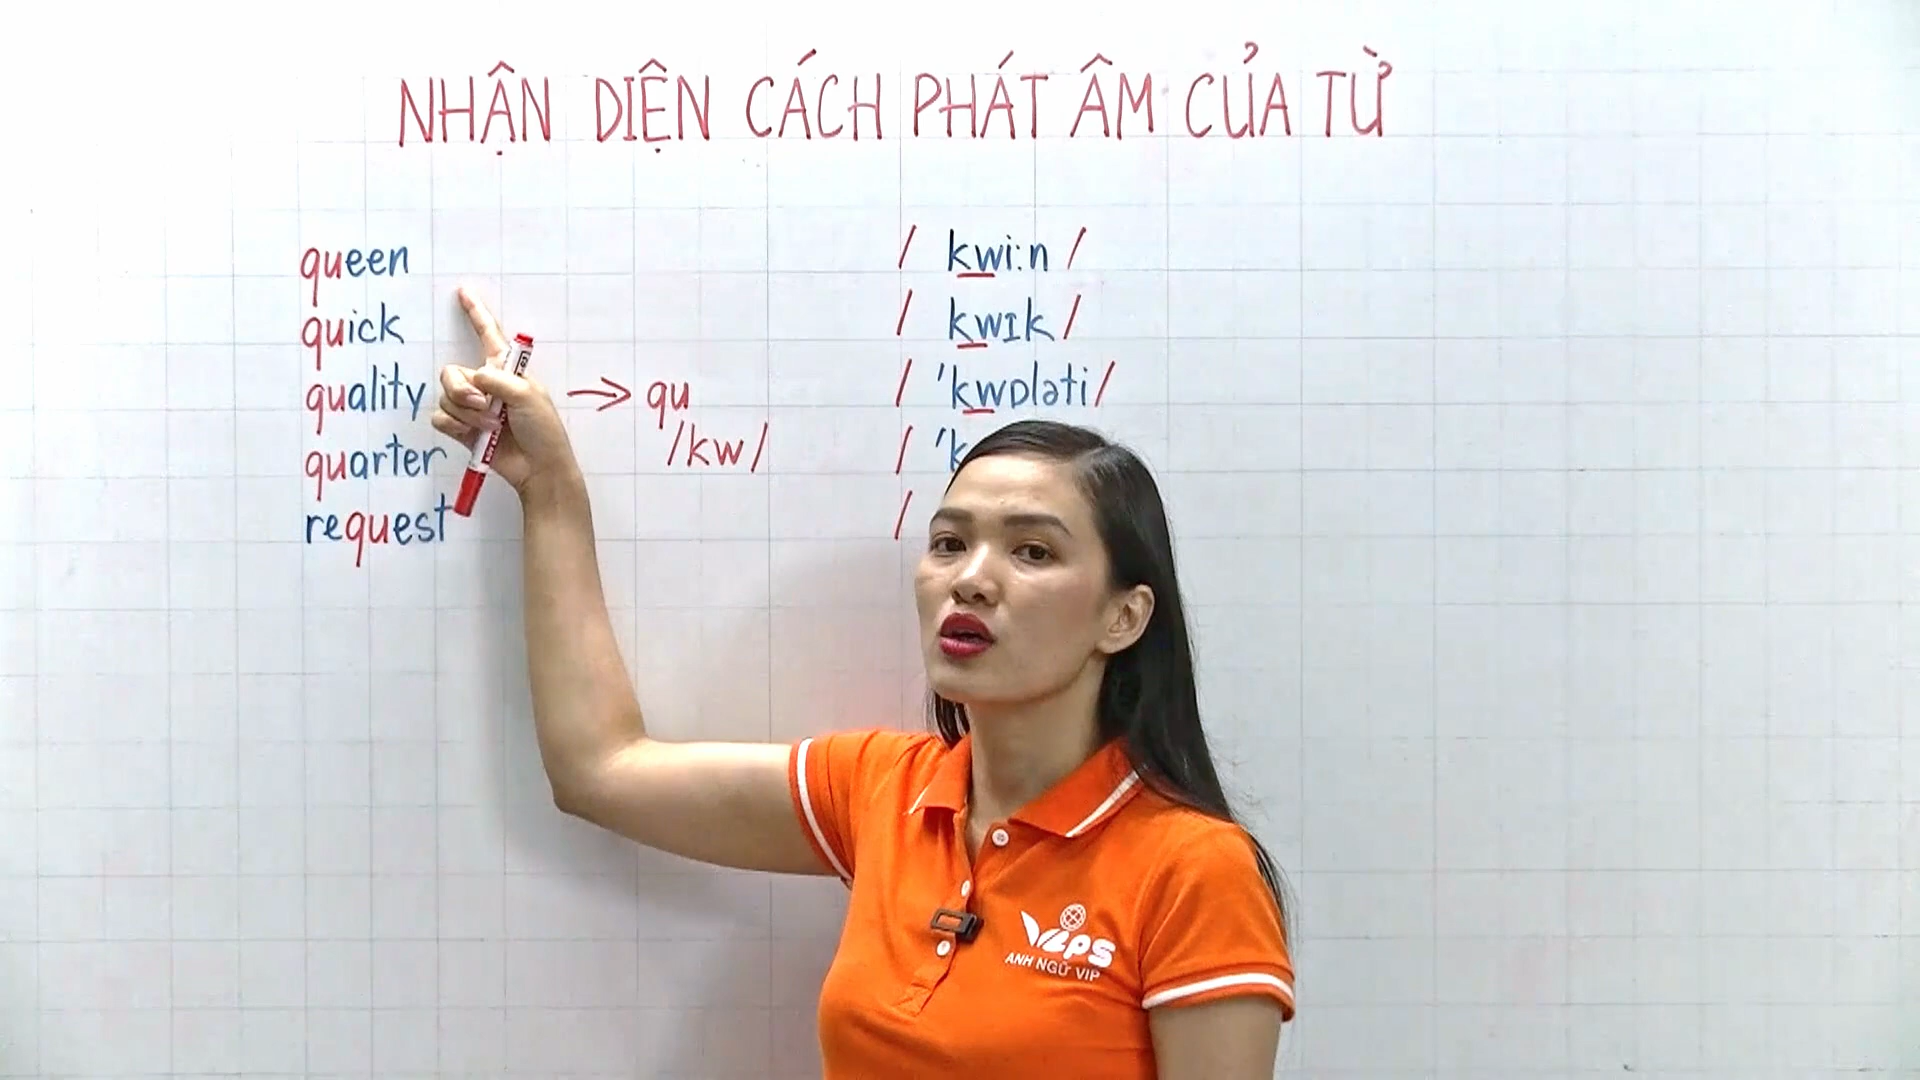 NHẬN DIỆN CÁCH PHÁT ÂM CỦA TỪ
queen / kwi:n /
quick / kwɪk /
quality → qu / 'kwɒləti /
quarter /kw/ / 'k
request /
VIPS
ANH NGỮ VIP